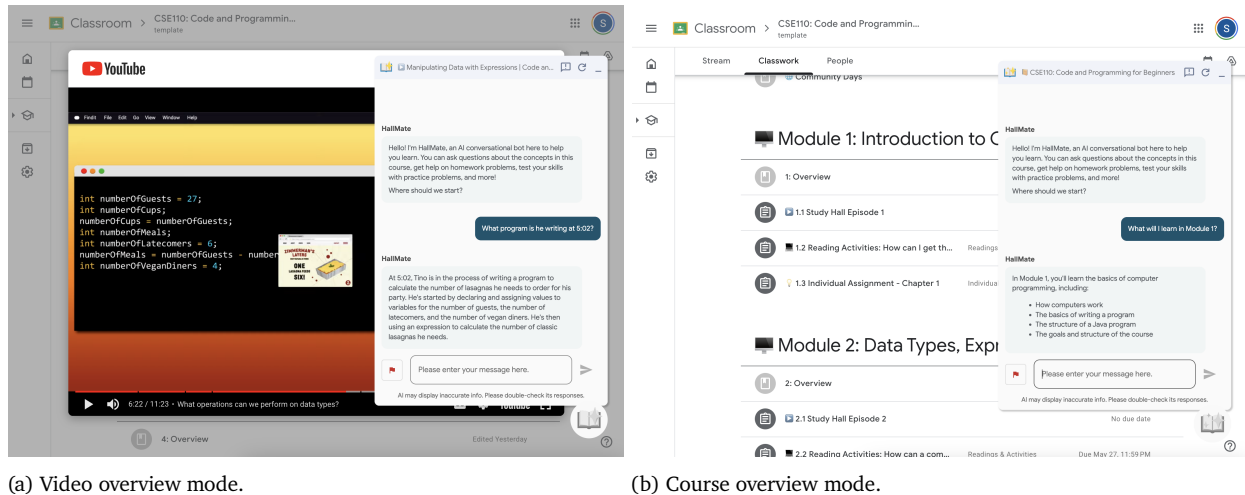 Classroom
CSE110: Code and Programmin...
template
S
YouTube
Findit File Edit Go View Window Help
int numberOfGuests = 27;
int numberOfCups;
numberOfCups = numberOfGuests;
int numberOfMeals;
int numberOfLatecomers = 6;
numberOfMeals = numberOfGuests - number
int numberOfVeganDiners = 4;
ZIMMERMAN'S
LAYERS
ONE
SIX!
6:22 / 11:23 • What operations can we perform on data types?
YouTube
4: Overview
Edited Yesterday
Manipulating Data with Expressions | Code an...
HallMate
Hello! I'm HallMate, an AI conversational bot here to help
you learn. You can ask questions about the concepts in this
course, get help on homework problems, test your skills
with practice problems, and more!
Where should we start?
What program is he writing at 5:02?
HallMate
At 5:02, Tino is in the process of writing a program to
calculate the number of lasagnas he needs to order for his
party. He's started by declaring and assigning values to
variables for the number of guests, the number of
latecomers, and the number of vegan diners. He's then
using an expression to calculate the number of classic
lasagnas he needs.
Please enter your message here.
AI may display inaccurate info. Please double-check its responses.
(a) Video overview mode.
Classroom
CSE110: Code and Programmin...
template
S
Stream Classwork People
Community Days
Module 1: Introduction to C
1: Overview
1.1 Study Hall Episode 1
1.2 Reading Activities: How can I get th... Readings
1.3 Individual Assignment - Chapter 1 Individua
Module 2: Data Types, Expr
2: Overview
2.1 Study Hall Episode 2 No due date
2.2 Reading Activities: How can a com... Readings & Activities Due May 27, 11:59 PM
CSE110: Code and Programming for Beginners
HallMate
Hello! I'm HallMate, an AI conversational bot here to help
you learn. You can ask questions about the concepts in this
course, get help on homework problems, test your skills
with practice problems, and more!
Where should we start?
What will I learn in Module 1?
HallMate
In Module 1, you'll learn the basics of computer
programming, including:
• How computers work
• The basics of writing a program
• The structure of a Java program
• The goals and structure of the course
Please enter your message here.
AI may display inaccurate info. Please double-check its responses.
(b) Course overview mode.